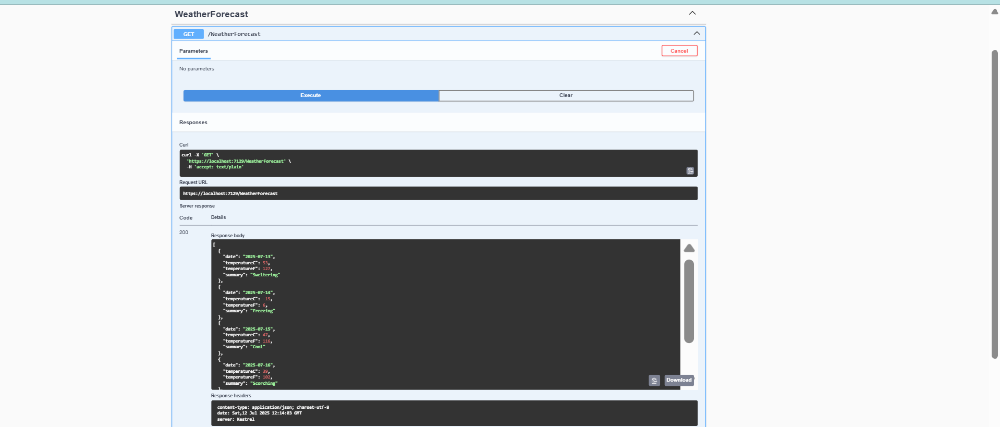 WeatherForecast
GET /WeatherForecast
Parameters Cancel
No parameters
Execute Clear
Responses
Curl
curl -X 'GET' \
  'https://localhost:7129/WeatherForecast' \
  -H 'accept: text/plain'
Request URL
https://localhost:7129/WeatherForecast
Server response
Code Details
200
Response body
[
  {
    "date": "2025-07-13",
    "temperatureC": 53,
    "temperatureF": 127,
    "summary": "Sweltering"
  },
  {
    "date": "2025-07-14",
    "temperatureC": -15,
    "temperatureF": 6,
    "summary": "Freezing"
  },
  {
    "date": "2025-07-15",
    "temperatureC": 47,
    "temperatureF": 116,
    "summary": "Cool"
  },
  {
    "date": "2025-07-16",
    "temperatureC": 39,
    "temperatureF": 102,
    "summary": "Scorching"
  },
Download
Response headers
content-type: application/json; charset=utf-8
date: Sat,12 Jul 2025 12:14:03 GMT
server: Kestrel